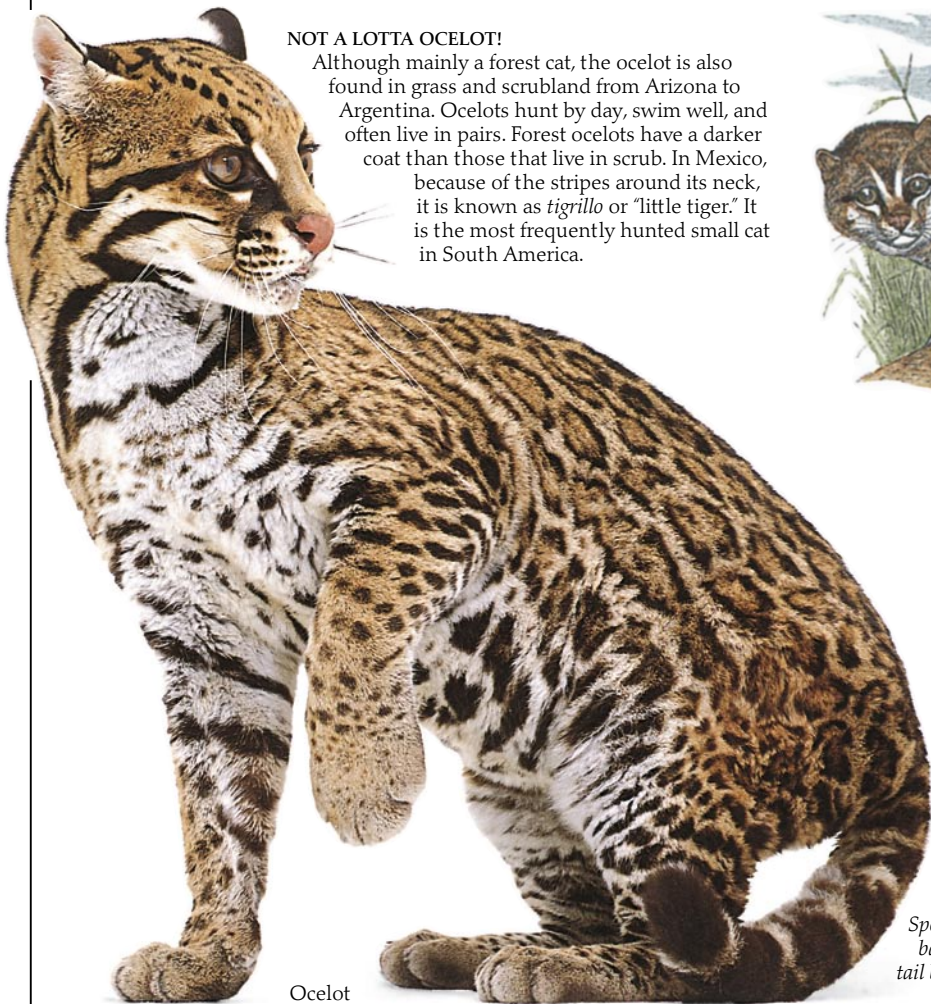 NOT A LOTTA OCELOT!
Although mainly a forest cat, the ocelot is also
found in grass and scrubland from Arizona to
Argentina. Ocelots hunt by day, swim well, and
often live in pairs. Forest ocelots have a darker
coat than those that live in scrub. In Mexico,
because of the stripes around its neck,
it is known as tigrillo or “little tiger.” It
is the most frequently hunted small cat
in South America.
tail
Ocelot